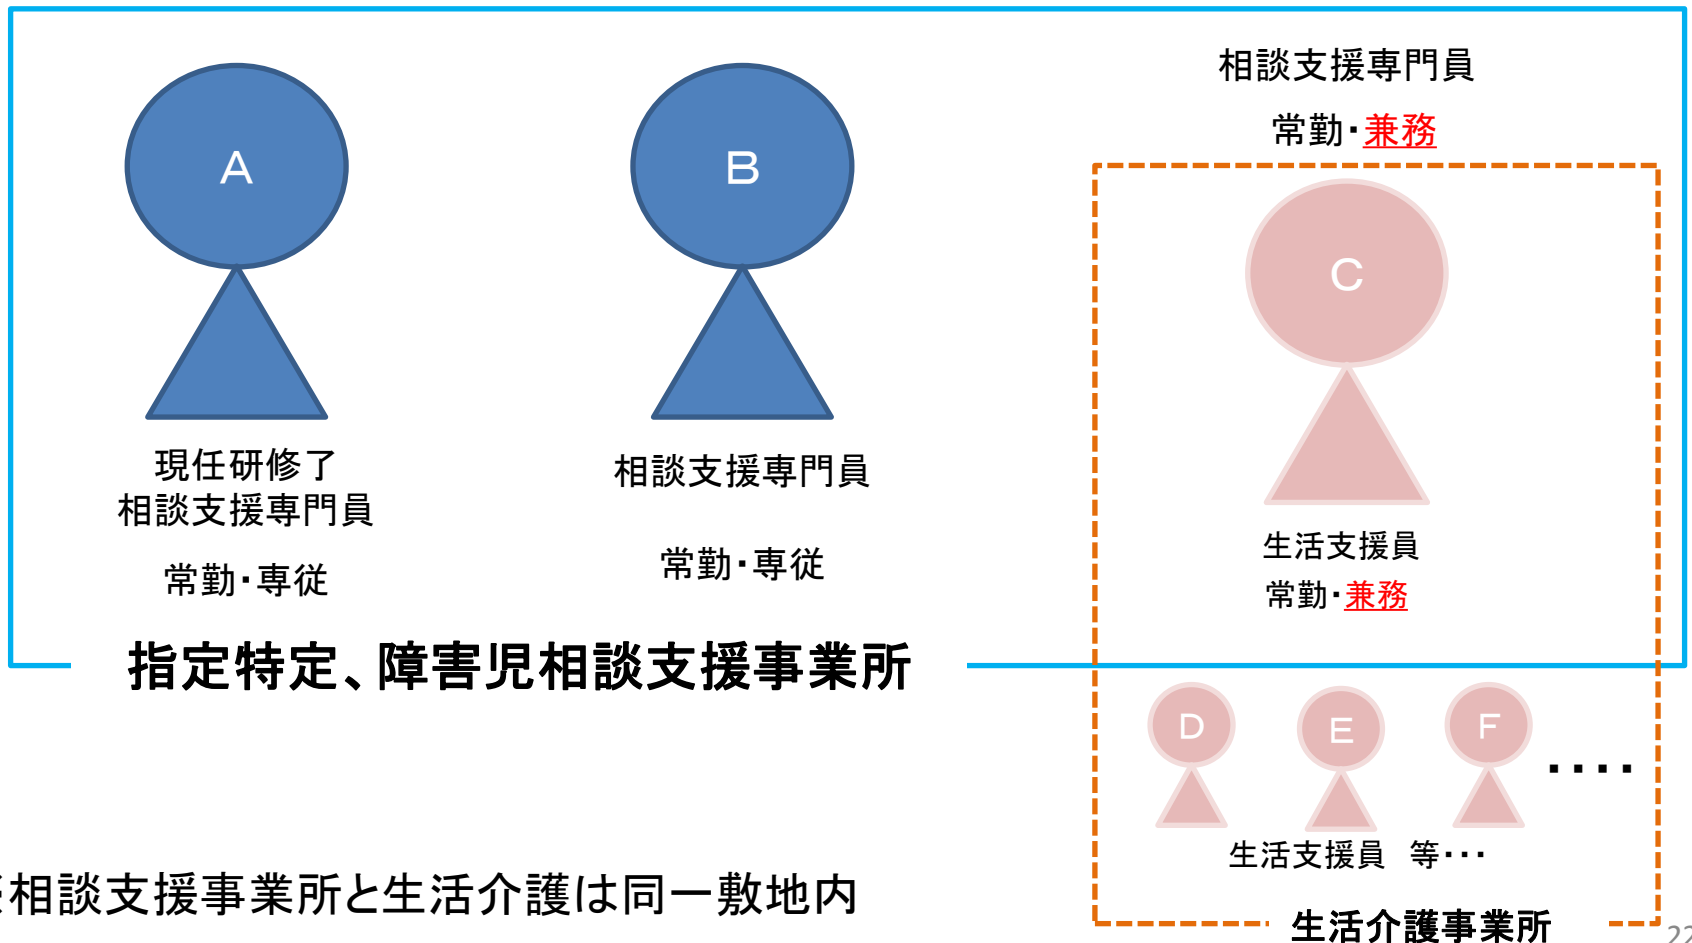 A
現任研修了
相談支援専門員
常勤・専従
B
相談支援専門員
常勤・専従
相談支援専門員
常勤・兼務
C
生活支援員
常勤・兼務
指定特定、障害児相談支援事業所
D
E
F
・・・・
生活支援員　等・・・
生活介護事業所
相談支援事業所と生活介護は同一敷地内
22